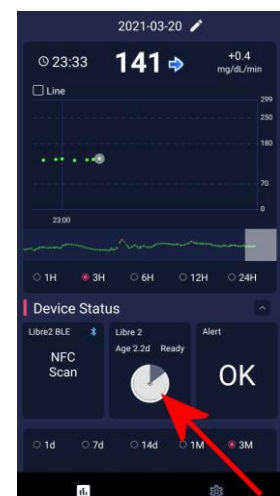 2021-03-20
23:33 141 +0.4
mg/dL/min
Line
299
250
180
70
0
23:00
1H 3H 6H 12H 24H
Device Status
Libre2 BLE
NFC
Scan
Libre 2
Age 2.2d Ready
Alert
OK
1d 7d 14d 1M 3M